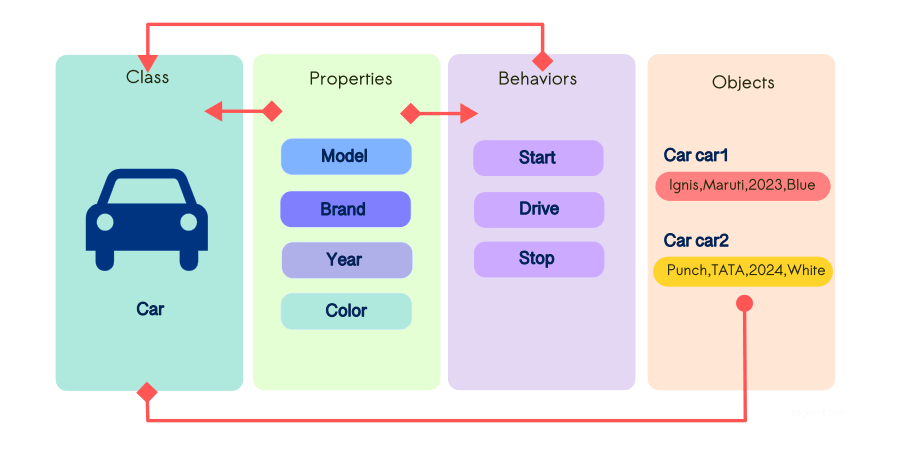 Class
Car
Properties
Model
Brand
Year
Color
Behaviors
Start
Drive
Stop
Objects
Car car1
Ignis,Maruti,2023,Blue
Car car2
Punch,TATA,2024,White